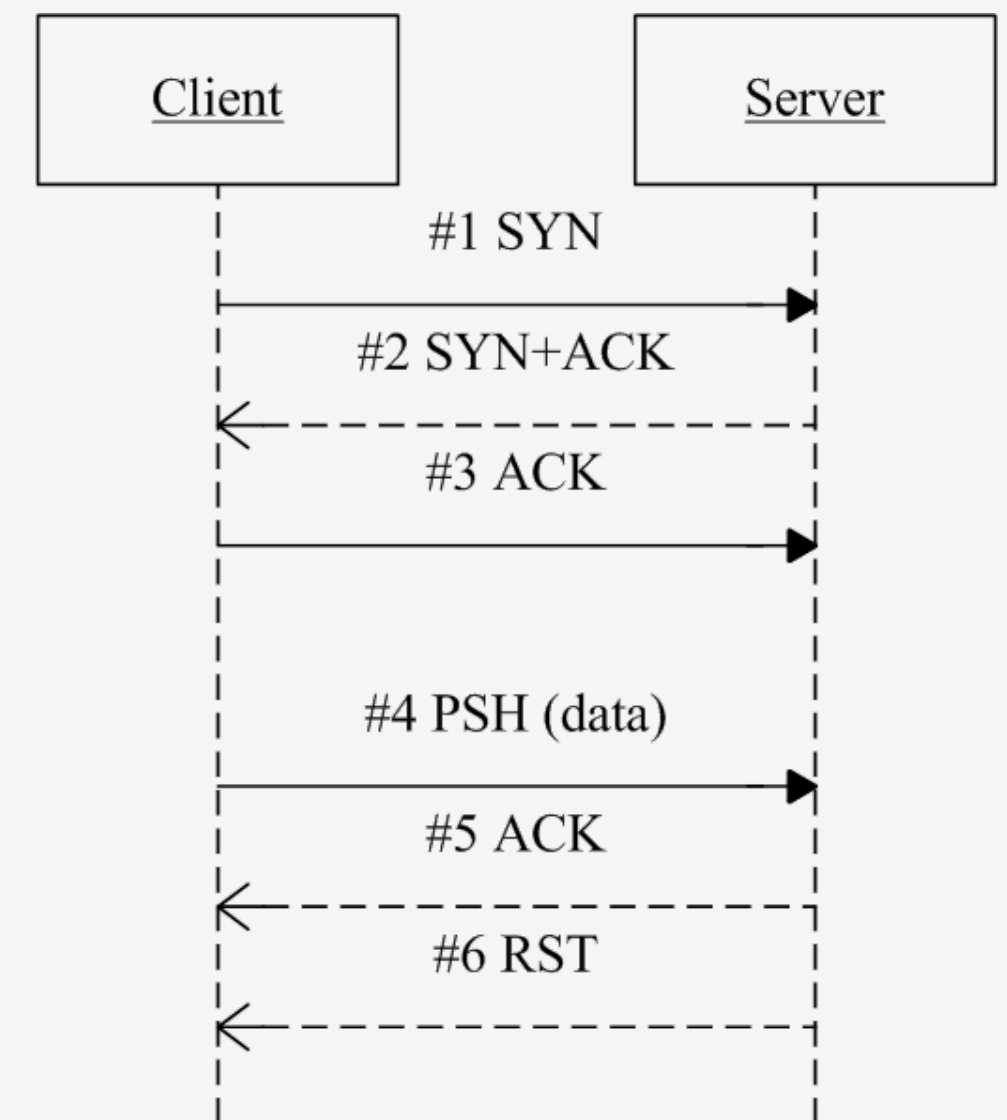 Client
Server
#1 SYN
#2 SYN+ACK
#3 ACK
#4 PSH (data)
#5 ACK
#6 RST